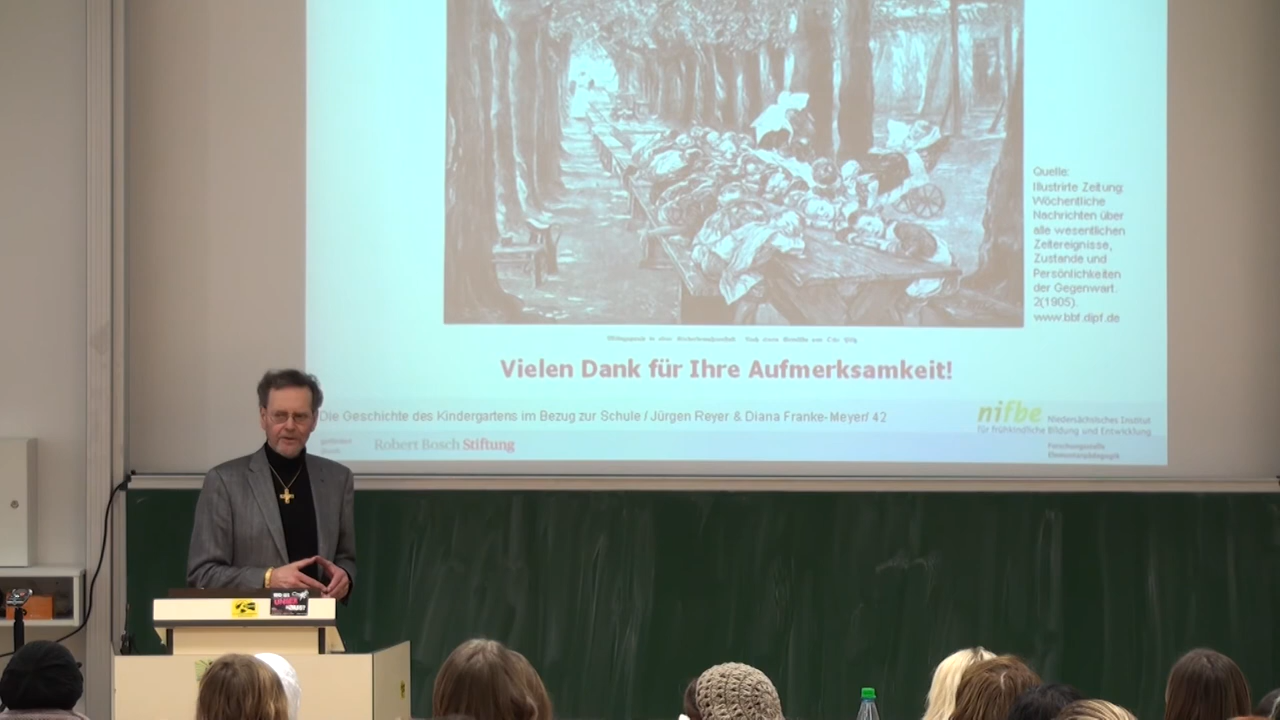 Quelle:
Illustrirte Zeitung:
Wöchentliche
Nachrichten über
alle wesentlichen
Zeitereignisse,
Zustände und
Persönlichkeiten
der Gegenwart.
2(1905).
www.bbf.dipf.de
Vielen Dank für Ihre Aufmerksamkeit!
Die Geschichte des Kindergartens im Bezug zur Schule / Jürgen Reyer & Diana Franke-Meyer/ 42
nifbe Niedersächsisches Institut
für frühkindliche Bildung und Entwicklung
Robert Bosch Stiftung
Forschungsstelle
Elementarpädagogik